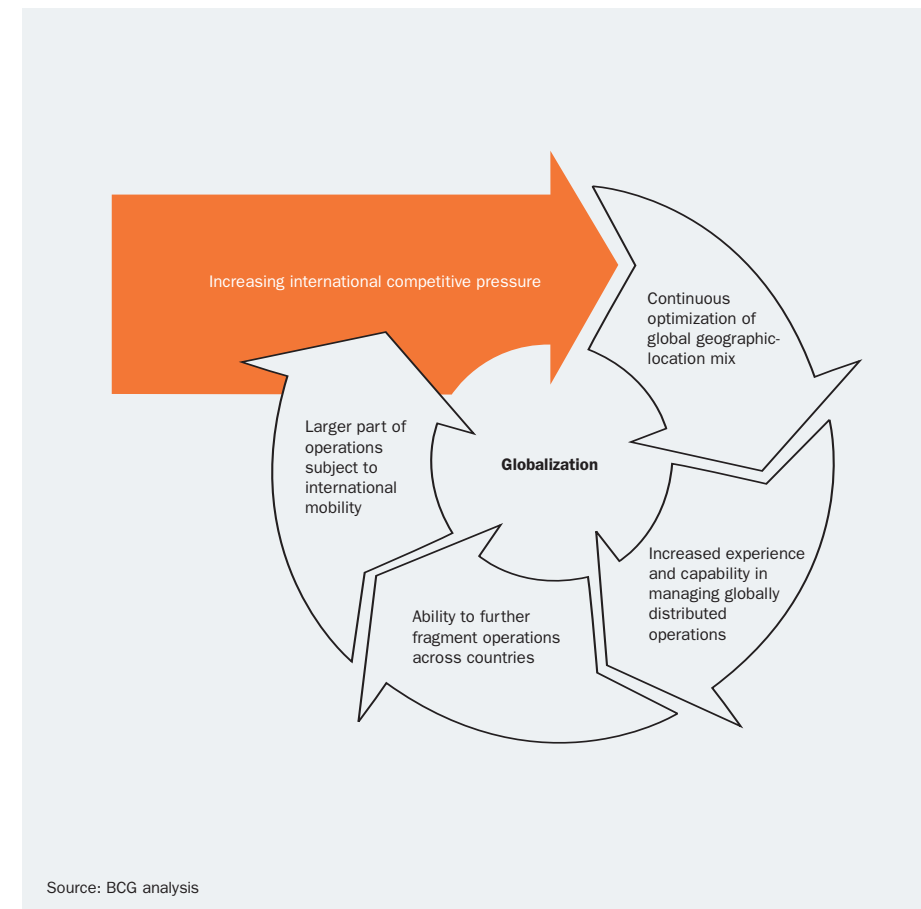 Increasing international competitive pressure
Continuous
optimization of
global geographic-
location mix
Larger part of
operations
subject to
international
mobility
Globalization
Increased experience
and capability in
managing globally
distributed
operations
Ability to further
fragment operations
across countries
Source: BCG analysis